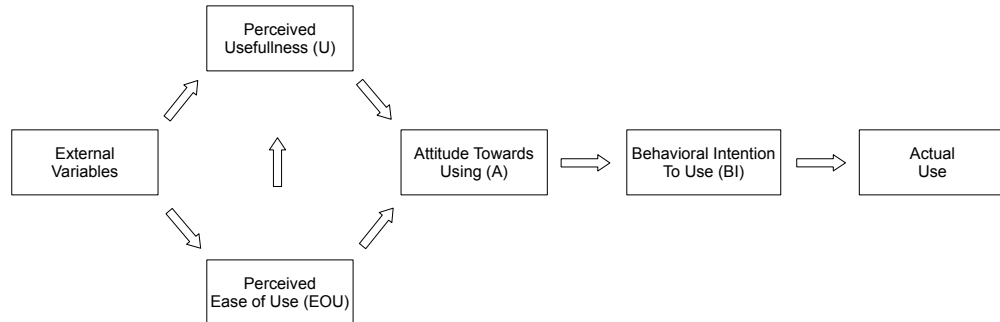 Perceived
Usefullness (U)
External
Variables
Attitude Towards
Using (A)
Behavioral Intention
To Use (BI)
Actual
Use
Perceived
Ease of Use (EOU)